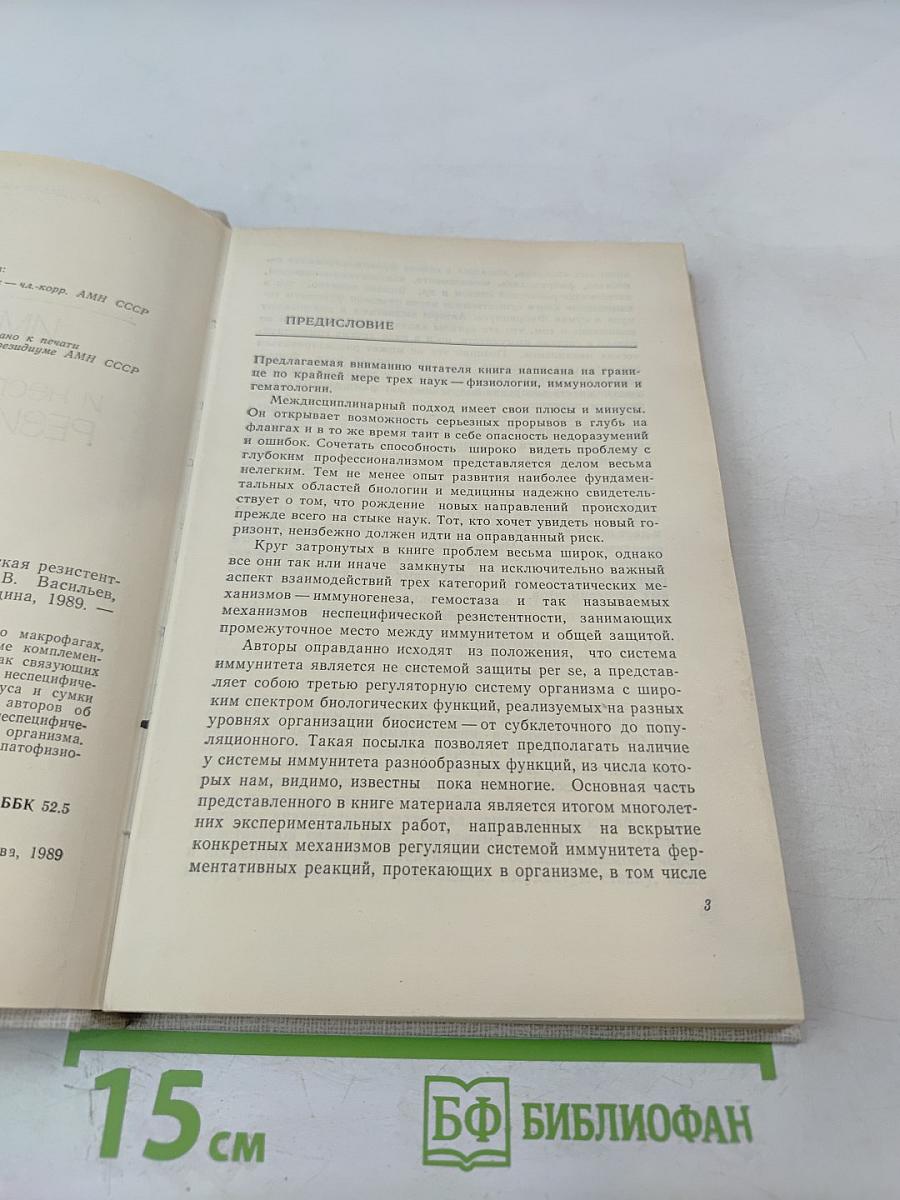 — чл.-корр. АМН СССР
ано к печати
резидиуме АМН СССР
кая резистент-
В. Васильев,
цина, 1989. —
о макрофагах,
ме комплемен-
ак связующих
неспецифиче-
уса и сумки
авторов об
неспецифиче-
организма.
патофизио-
ББК 52.5
ва, 1989
ПРЕДИСЛОВИЕ
Предлагаемая вниманию читателя книга написана на грани-
це по крайней мере трех наук — физиологии, иммунологии и
гематологии.
Междисциплинарный подход имеет свои плюсы и минусы.
Он открывает возможность серьезных прорывов в глубь на
флангах и в то же время таит в себе опасность недоразумений
и ошибок. Сочетать способность широко видеть проблему с
глубоким профессионализмом представляется делом весьма
нелегким. Тем не менее опыт развития наиболее фундамен-
тальных областей биологии и медицины надежно свидетель-
ствует о том, что рождение новых направлений происходит
прежде всего на стыке наук. Тот, кто хочет увидеть новый го-
ризонт, неизбежно должен идти на оправданный риск.
Круг затронутых в книге проблем весьма широк, однако
все они так или иначе замкнуты на исключительно важный
аспект взаимодействий трех категорий гомеостатических ме-
ханизмов — иммуногенеза, гемостаза и так называемых
механизмов неспецифической резистентности, занимающих
промежуточное место между иммунитетом и общей защитой.
Авторы оправданно исходят из положения, что система
иммунитета является не системой защиты per se, а представ-
ляет собою третью регуляторную систему организма с широ-
ким спектром биологических функций, реализуемых на разных
уровнях организации биосистем — от субклеточного до попу-
ляционного. Такая посылка позволяет предполагать наличие
у системы иммунитета разнообразных функций, из числа кото-
рых нам, видимо, известны пока немногие. Основная часть
представленного в книге материала является итогом многолет-
них экспериментальных работ, направленных на вскрытие
конкретных механизмов регуляции системой иммунитета фер-
ментативных реакций, протекающих в организме, в том числе
3
15 см
БФ БИБЛИОФАН